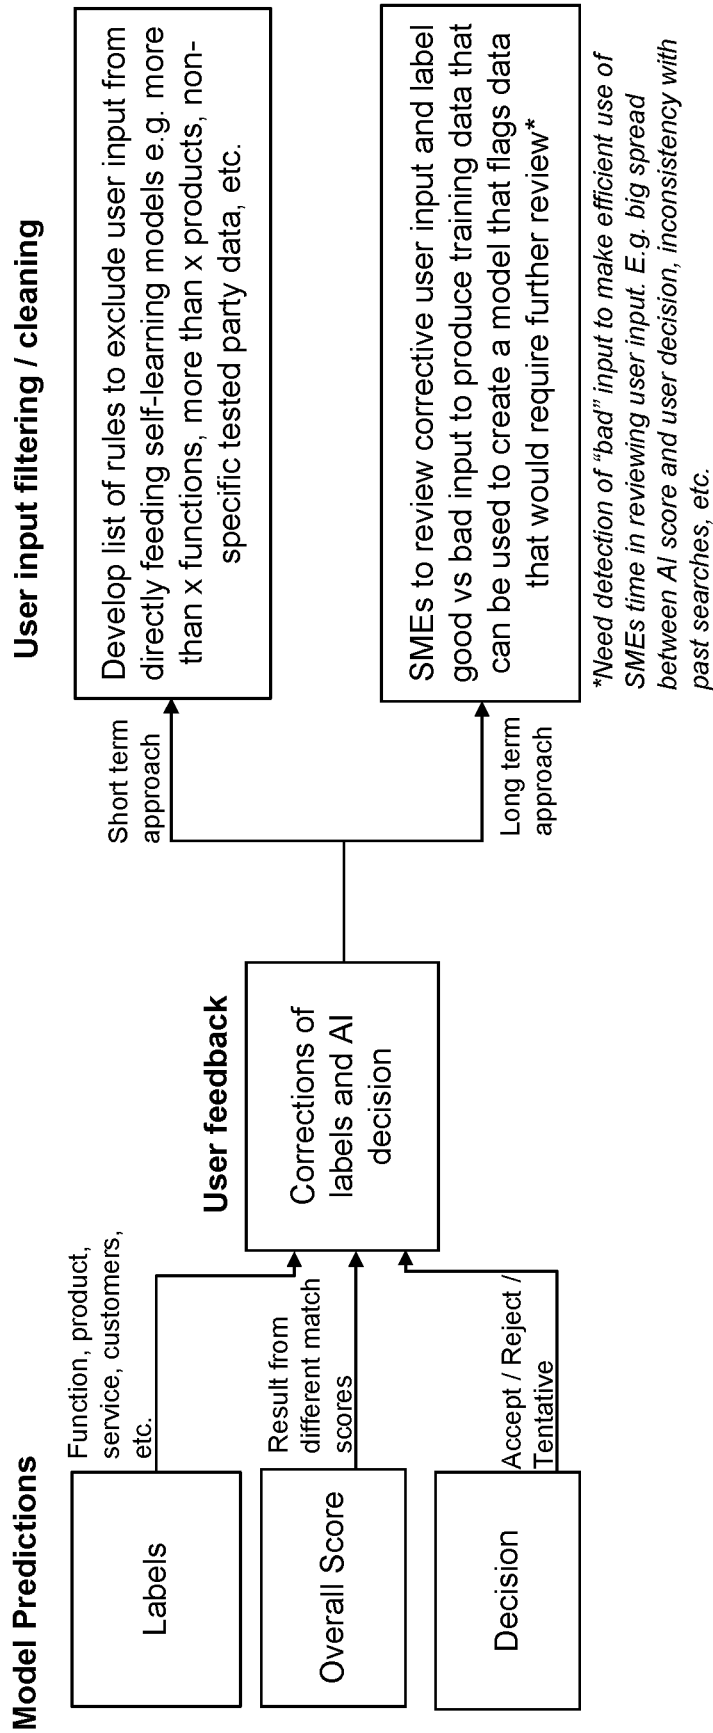 Model Predictions
Labels
Function, product,
service, customers,
etc.
Overall Score
Result from
different match
scores
Decision
Accept / Reject /
Tentative
User feedback
Corrections of
labels and AI
decision
User input filtering / cleaning
Short term
approach
Develop list of rules to exclude user input from
directly feeding self-learning models e.g. more
than x functions, more than x products, non-
specific tested party data, etc.
Long term
approach
SMEs to review corrective user input and label
good vs bad input to produce training data that
can be used to create a model that flags data
that would require further review*
*Need detection of “bad” input to make efficient use of
SMEs time in reviewing user input. E.g. big spread
between AI score and user decision, inconsistency with
past searches, etc.